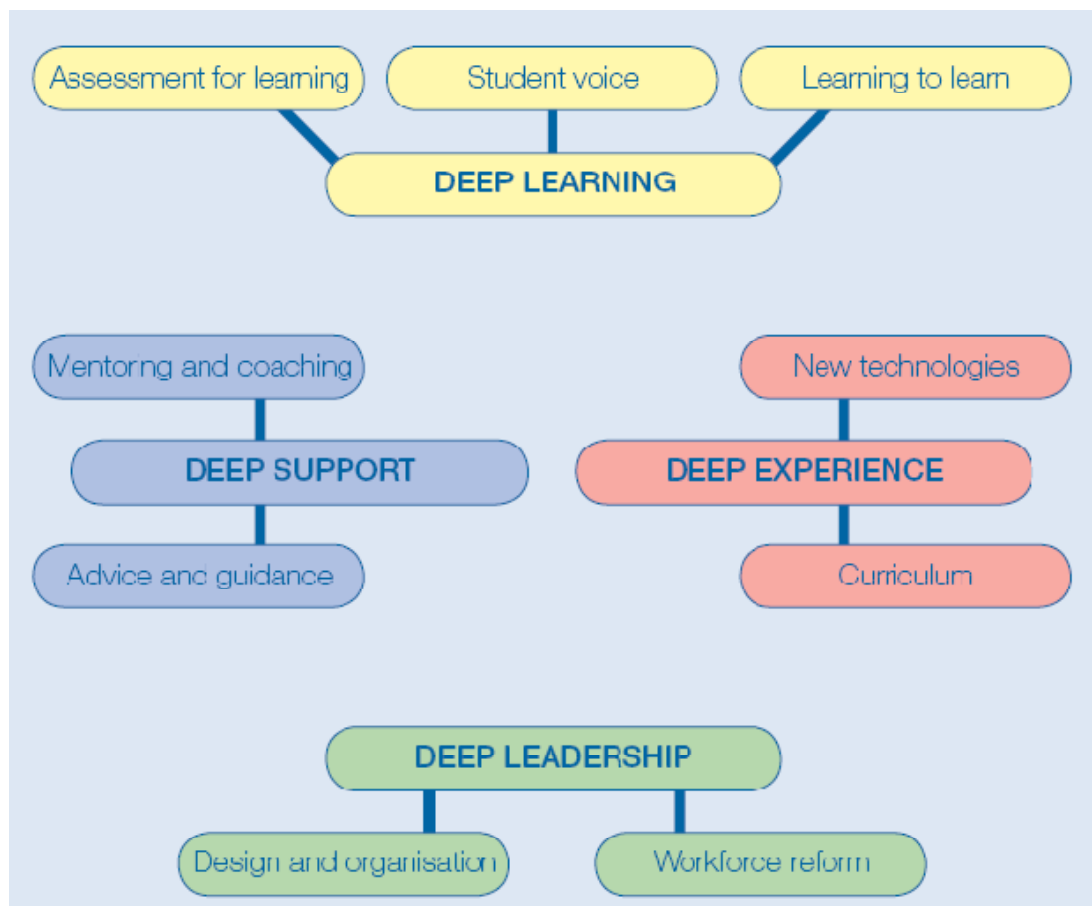 Assessment for learning
Student voice
Learning to learn
DEEP LEARNING
Mentorng and coaching
New technologies
DEEP SUPPORT
DEEP EXPERIENCE
Advice and guidance
Curriculum
DEEP LEADERSHIP
Design and organisation
Workforce reform